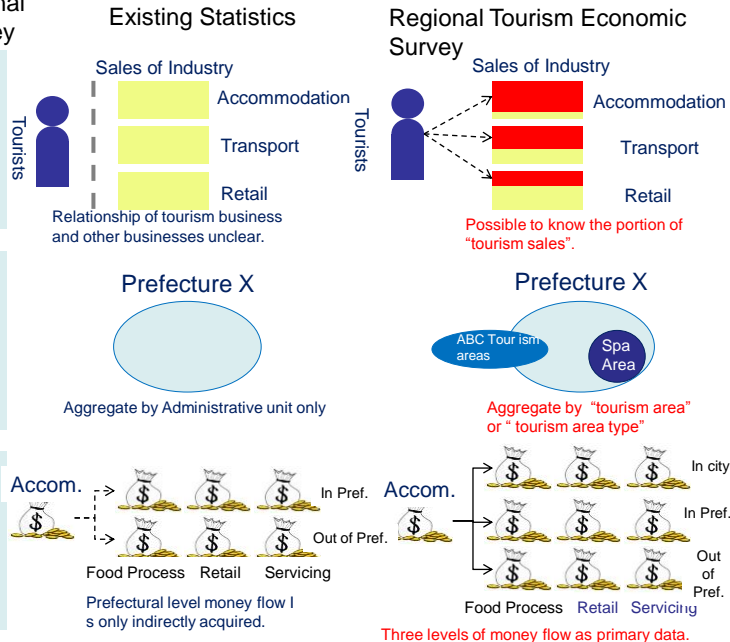 nal
ey
Existing Statistics
Sales of Industry
Tourists
Accommodation
Transport
Retail
Relationship of tourism business
and other businesses unclear.
Prefecture X
Aggregate by Administrative unit only
Accom.
$
$ $ $
In Pref.
$ $ $
Out of Pref.
Food Process Retail Servicing
Prefectural level money flow I
s only indirectly acquired.
Regional Tourism Economic
Survey
Sales of Industry
Tourists
Accommodation
Transport
Retail
Possible to know the portion of
"tourism sales".
Prefecture X
ABC Tour ism
areas
Spa
Area
Aggregate by “tourism area”
or “ tourism area type”
Accom.
$
$ $ $
In city
$ $ $
In Pref.
$ $ $
Out
of
Pref.
Food Process Retail Servicing
Three levels of money flow as primary data.